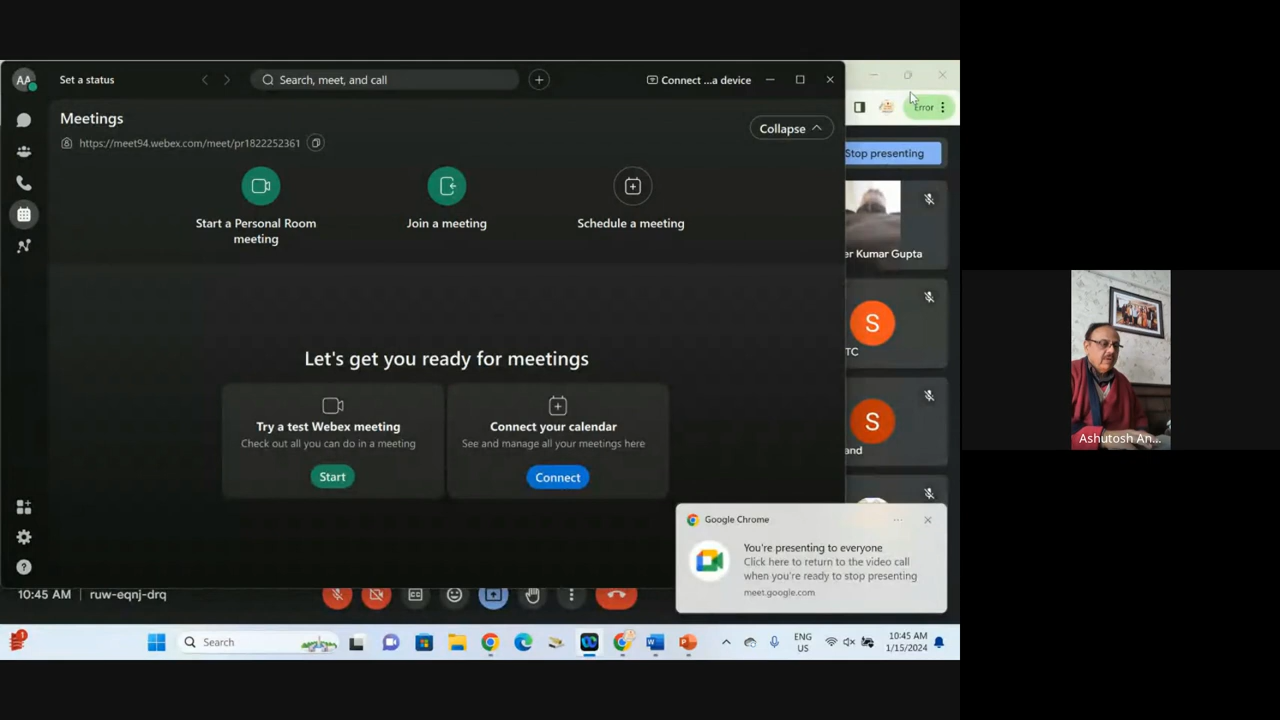 AA
Set a status
Search, meet, and call
Connect ...a device
Meetings
Collapse
Error
https://meet94.webex.com/meet/pr1822252361
Stop presenting
Start a Personal Room
meeting
Join a meeting
Schedule a meeting
er Kumar Gupta
S
TC
Let's get you ready for meetings
Try a test Webex meeting
Check out all you can do in a meeting
Start
Connect your calendar
See and manage all your meetings here
Connect
S
and
Ashutosh An...
Google Chrome
You're presenting to everyone
Click here to return to the video call
when you're ready to stop presenting
meet.google.com
10:45 AM | ruw-eqnj-drq
Search
ENG
US
10:45 AM
1/15/2024